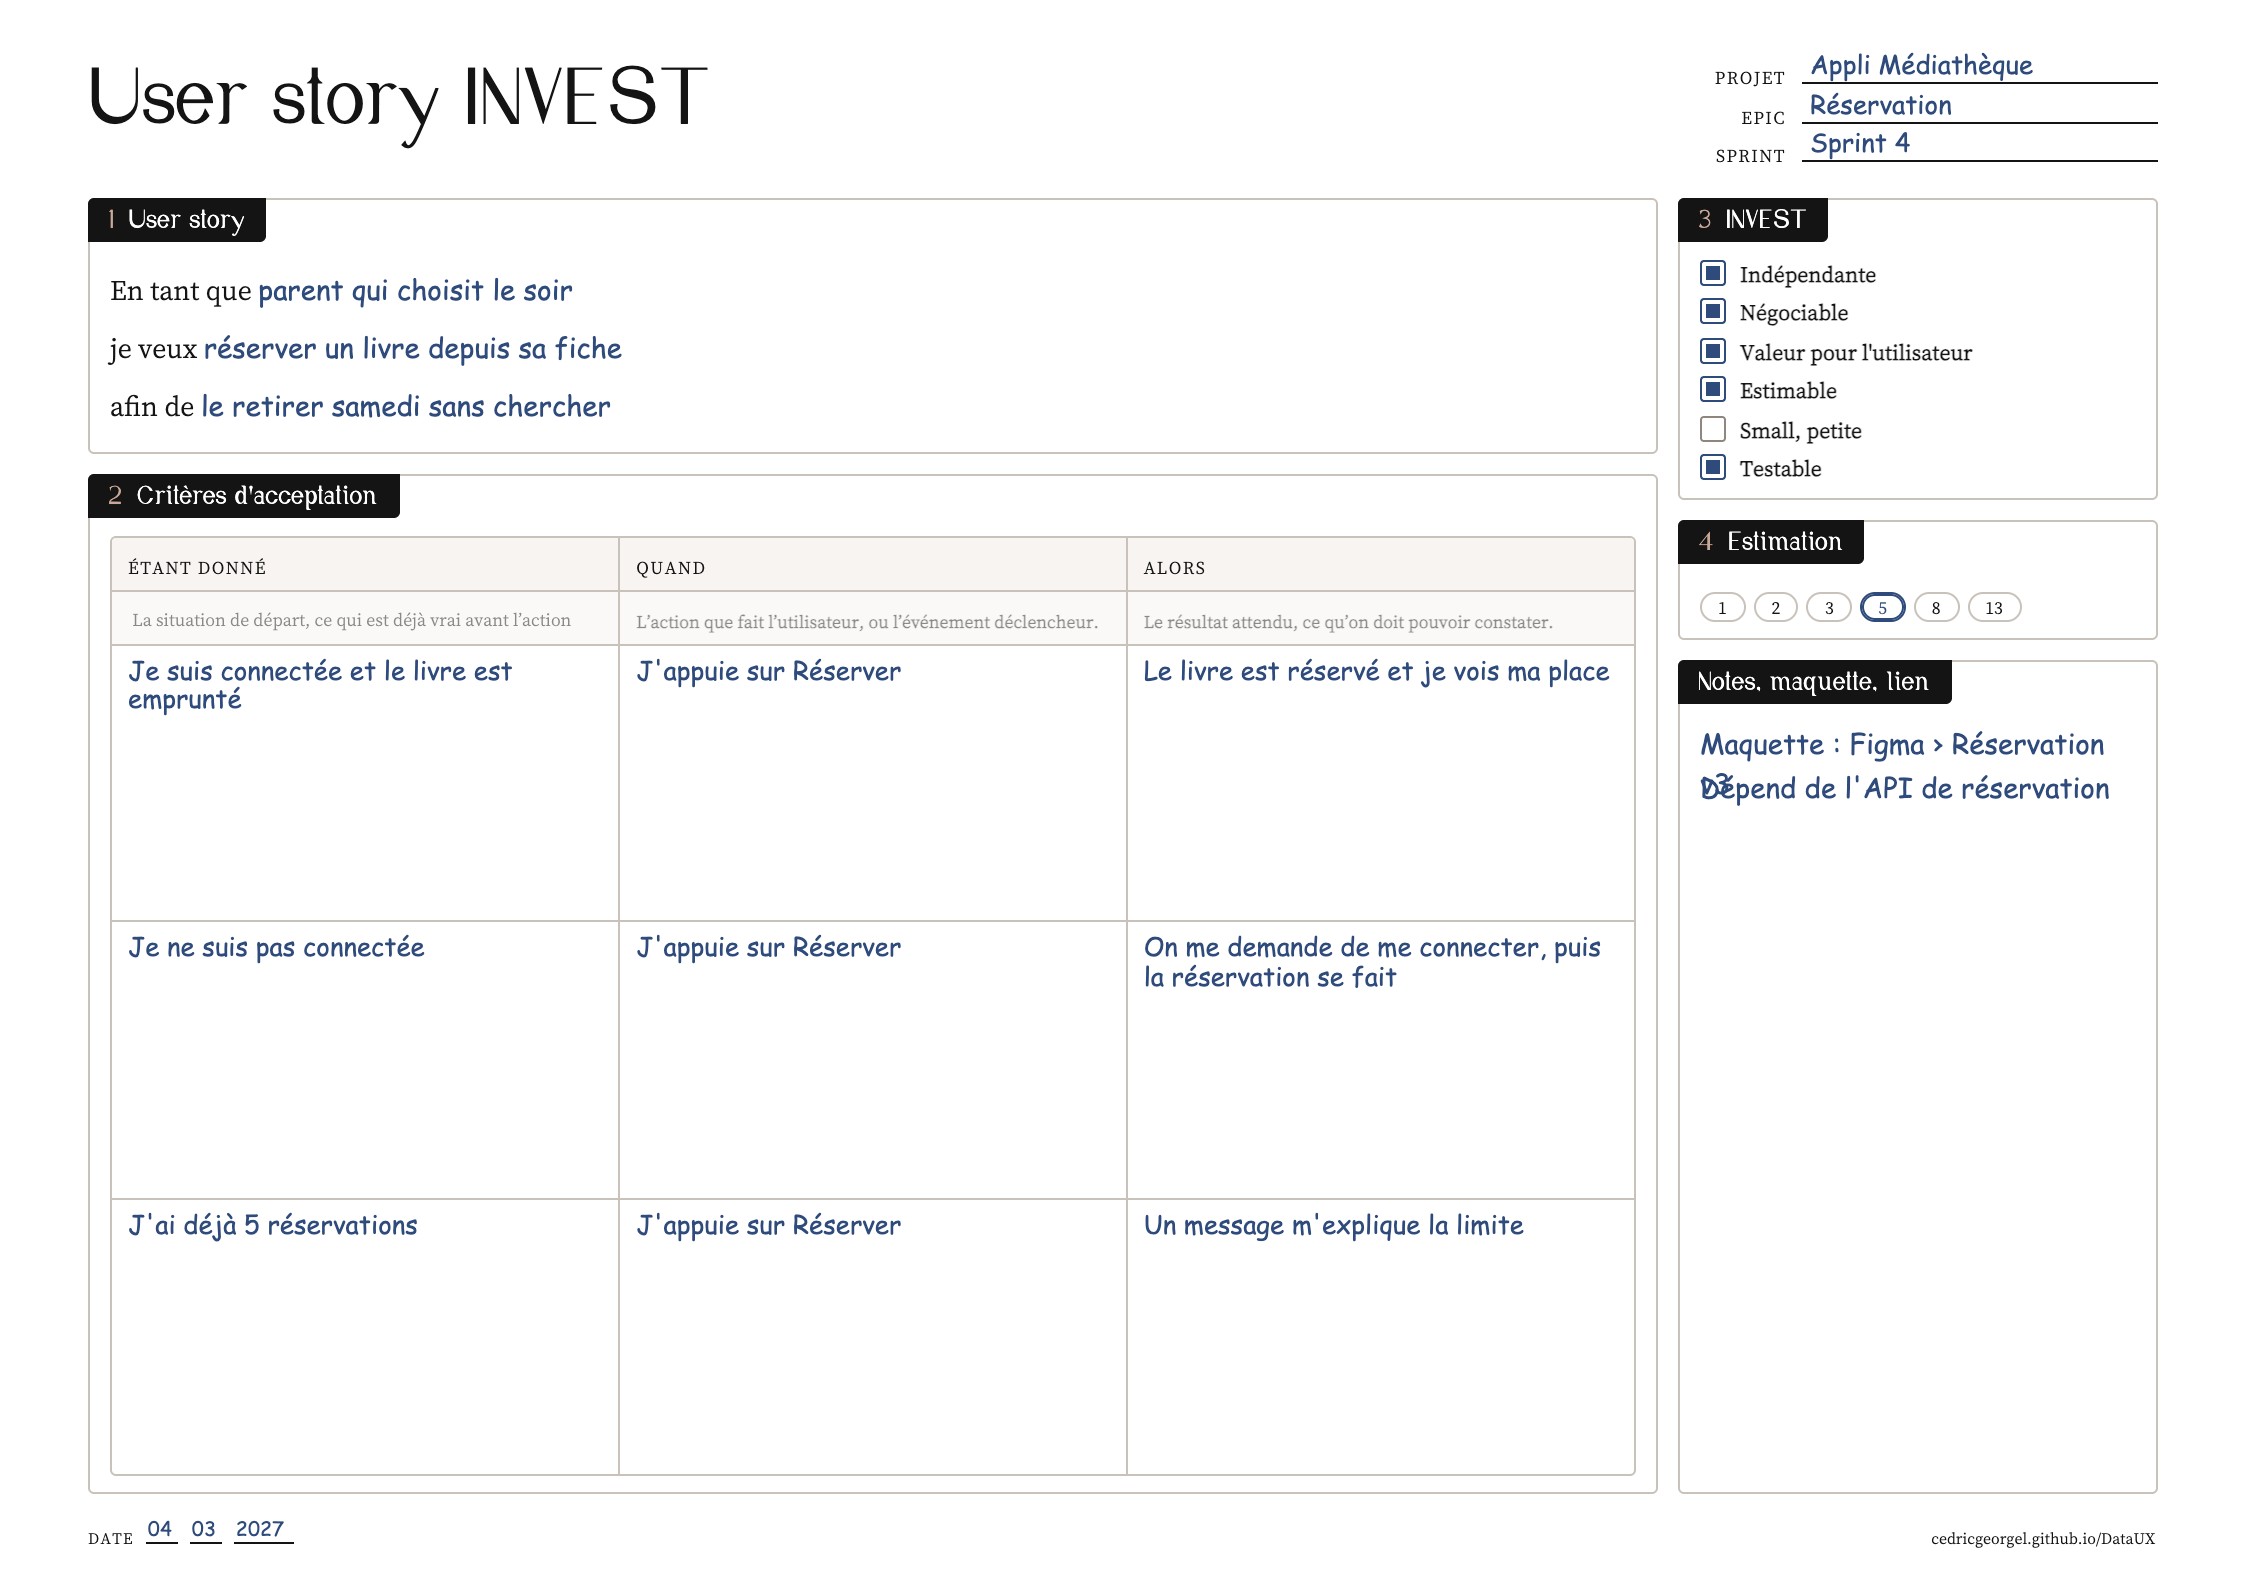 User story INVEST
PROJET Appli Médiathèque
EPIC Réservation
SPRINT Sprint 4
1 User story
En tant que parent qui choisit le soir
je veux réserver un livre depuis sa fiche
afin de le retirer samedi sans chercher
2 Critères d'acceptation
ÉTANT DONNÉ QUAND ALORS
La situation de départ, ce qui est déjà vrai avant l’action L’action que fait l’utilisateur, ou l’événement déclencheur. Le résultat attendu, ce qu’on doit pouvoir constater.
Je suis connectée et le livre est
emprunté
J'appuie sur Réserver
Le livre est réservé et je vois ma place
Je ne suis pas connectée
J'appuie sur Réserver
On me demande de me connecter, puis
la réservation se fait
J'ai déjà 5 réservations
J'appuie sur Réserver
Un message m'explique la limite
3 INVEST
Indépendante
Négociable
Valeur pour l'utilisateur
Estimable
Small, petite
Testable
4 Estimation
1 2 3 5 8 13
Notes, maquette, lien
Maquette : Figma › Réservation
v3
Dépend de l'API de réservation
DATE 04 03 2027
cedricgeorgel.github.io/DataUX